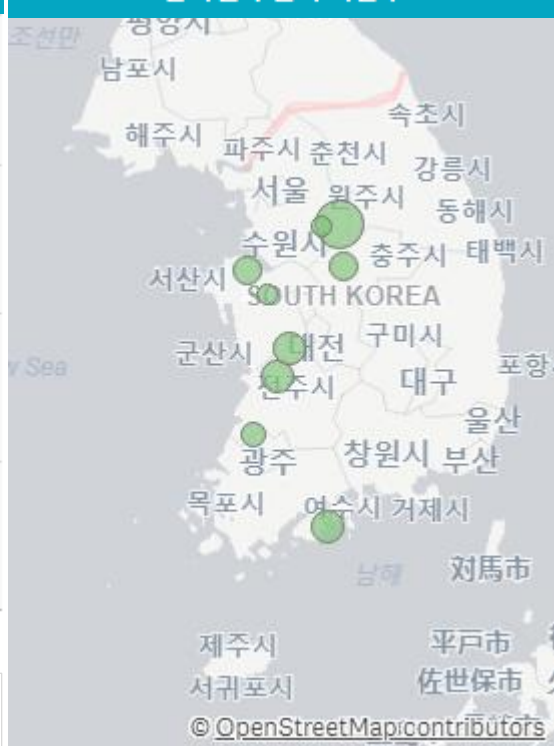 평양시
조선만
남포시
속초시
해주시
파주시 춘천시
강릉시
서울 원주시
동해시
수원시
충주시 태백시
서산시
SOUTH KOREA
군산시
대전 구미시
w Sea
포항
전주시 대구
울산
광주 창원시 부산
목포시 여수시 거제시
남해 対馬市
제주시 平戸市
서귀포시 佐世保市
© OpenStreetMap contributors